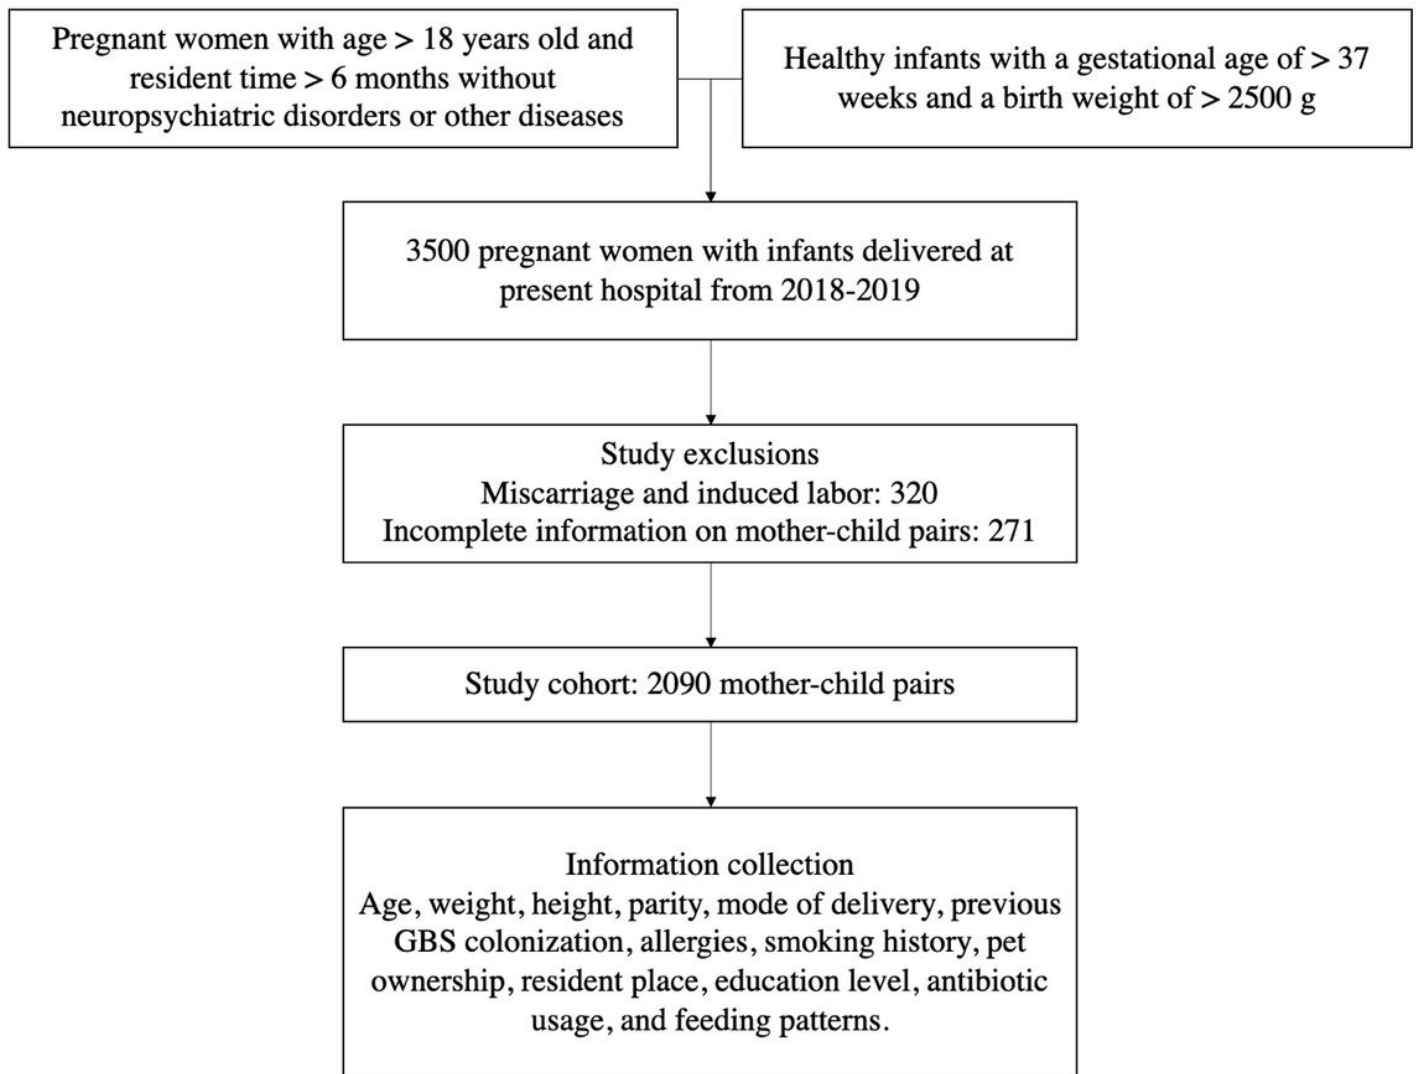 Pregnant women with age > 18 years old and
resident time > 6 months without
neuropsychiatric disorders or other diseases
Healthy infants with a gestational age of > 37
weeks and a birth weight of > 2500 g
3500 pregnant women with infants delivered at
present hospital from 2018-2019
Study exclusions
Miscarriage and induced labor: 320
Incomplete information on mother-child pairs: 271
Study cohort: 2090 mother-child pairs
Information collection
Age, weight, height, parity, mode of delivery, previous
GBS colonization, allergies, smoking history, pet
ownership, resident place, education level, antibiotic
usage, and feeding patterns.